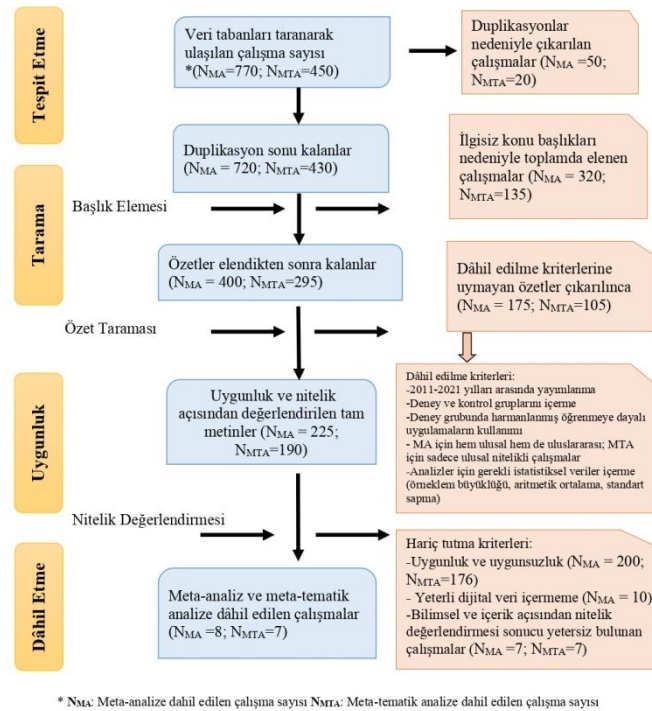 Tespit Etme
Veri tabanları taranarak
ulaşılan çalışma sayısı
*(NMA=770; NMTA=450)
Duplikasyonlar
nedeniyle çıkarılan
çalışmalar (NMA =50;
NMTA=20)
Duplikasyon sonu kalanlar
(NMA = 720; NMTA=430)
İlgisiz konu başlıkları
nedeniyle toplamda elenen
çalışmalar (NMA = 320;
NMTA=135)
Tarama
Başlık Elemesi
Özetler elendikten sonra kalanlar
(NMA = 400; NMTA=295)
Dâhil edilme kriterlerine
uymayan özetler çıkarılınca
(NMA = 175; NMTA=105)
Özet Taraması
Uygunluk
Uygunluk ve nitelik
açısından değerlendirilen tam
metinler (NMA = 225;
NMTA=190)
Dâhil edilme kriterleri:
-2011-2021 yılları arasında yayımlanma
-Deney ve kontrol gruplarını içerme
-Deney grubunda harmanlanmış öğrenmeye dayalı
uygulamaların kullanımı
- MA için hem ulusal hem de uluslararası; MTA
için sadece ulusal nitelikli çalışmalar
-Analizler için gerekli istatistiksel veriler içerme
(örneklem büyüklüğü, aritmetik ortalama, standart
sapma)
Nitelik Değerlendirmesi
Dâhil Etme
Meta-analiz ve meta-tematik
analize dâhil edilen çalışmalar
(NMA =8; NMTA=7)
Hariç tutma kriterleri:
-Uygunluk ve uygunsuzluk (NMA = 200;
NMTA=176)
- Yeterli dijital veri içermeme (NMA = 10)
-Bilimsel ve içerik açısından nitelik
değerlendirmesi sonucu yetersiz bulunan
çalışmalar (NMA =7; NMTA=7)
* NMA: Meta-analize dahil edilen çalışma sayısı NMTA: Meta-tematik analize dahil edilen çalışma sayısı